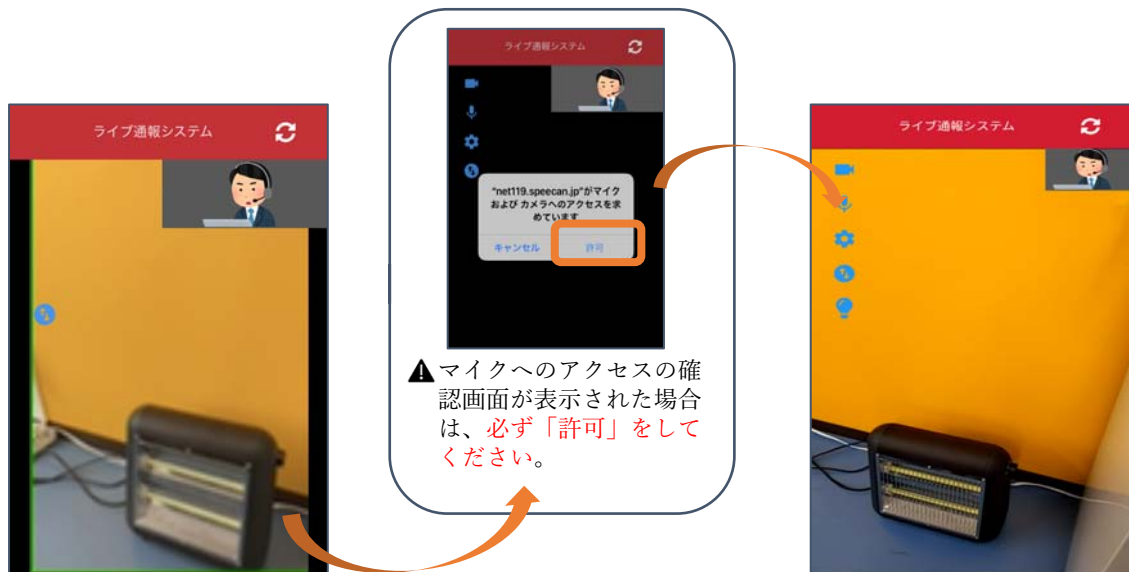 ライブ通報システム
ライブ通報システム
"net119.speecan.jp"がマイク
および カメラへのアクセスを求
めています
キャンセル
許可
マイクへのアクセスの確
認画面が表示された場合
は、必ず「許可」をして
ください。
ライブ通報システム